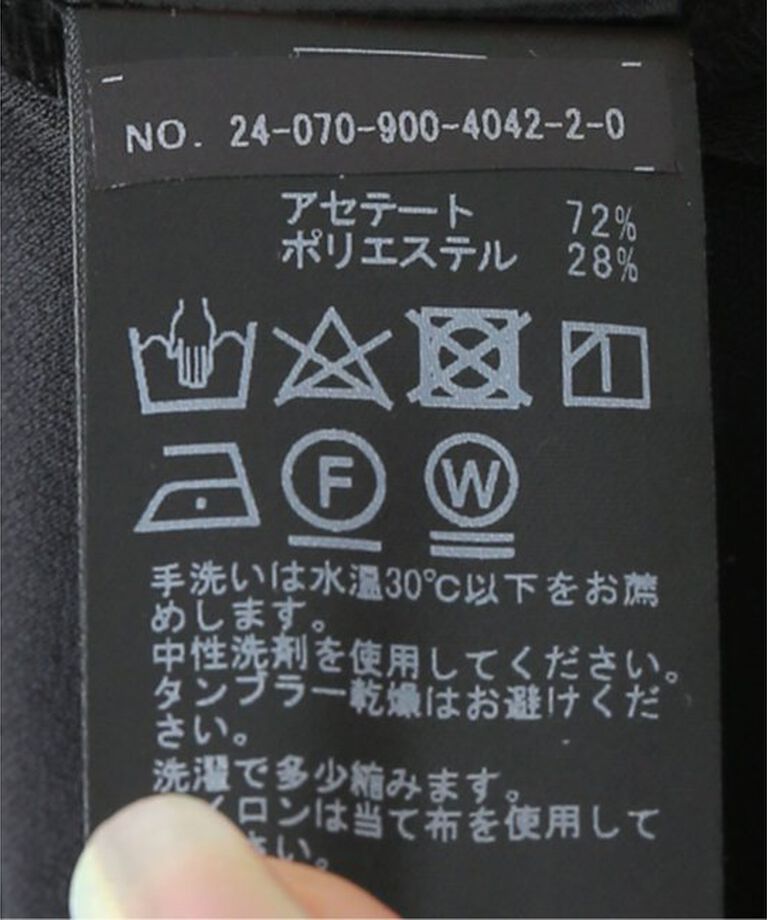 NO. 24-070-900-4042-2-0
アセテート 72%
ポリエステル 28%
F W
手洗いは水温30℃以下をお薦
めします。
中性洗剤を使用してください。
タンブラー乾燥はお避けくだ
さい。
洗濯で多少縮みます。
イロンは当て布を使用して
さい。